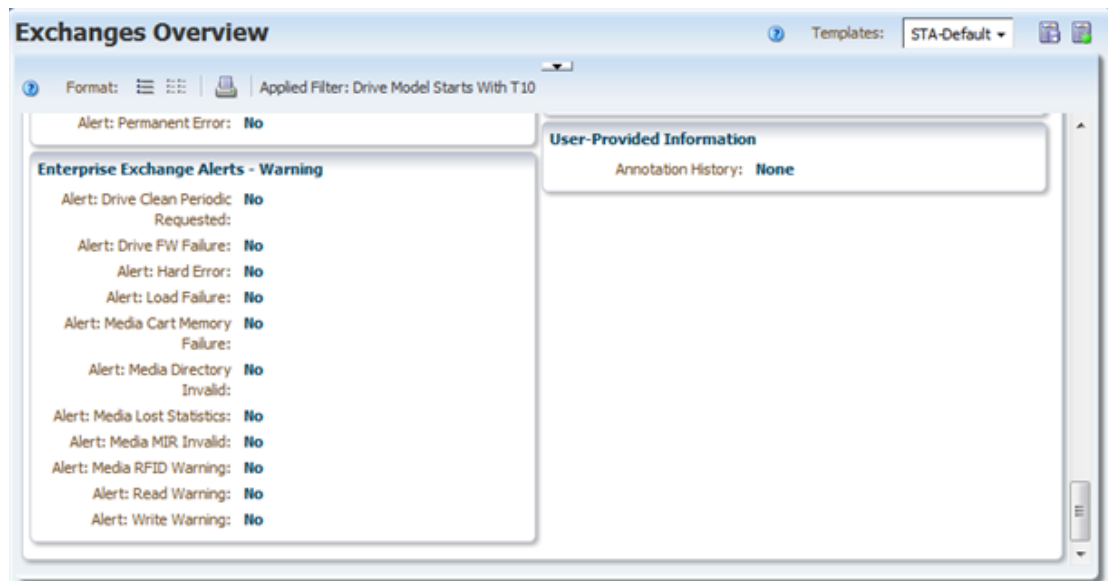 Exchanges Overview
Templates: STA-Default
Format: Applied Filter: Drive Model Starts With T10
Alert: Permanent Error: No
Enterprise Exchange Alerts - Warning
Alert: Drive Clean Periodic No
Requested:
Alert: Drive FW Failure: No
Alert: Hard Error: No
Alert: Load Failure: No
Alert: Media Cart Memory No
Failure:
Alert: Media Directory No
Invalid:
Alert: Media Lost Statistics: No
Alert: Media MIR Invalid: No
Alert: Media RFID Warning: No
Alert: Read Warning: No
Alert: Write Warning: No
User-Provided Information
Annotation History: None